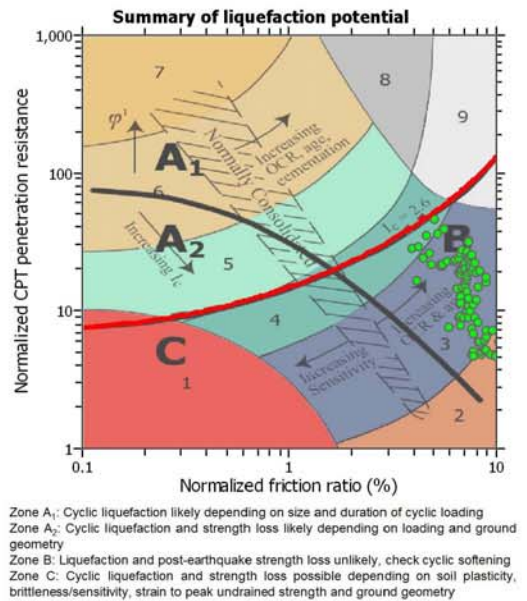 Summary of liquefaction potential
1,000
7
8
9
φ'
A1
Normally Consolidated
Increasing
OCR, age,
cementation
100
6
A2
Increasing Ic
Ic = 2.6
B
5
10
4
Increasing
OCR &
C
1
Increasing
Sensitivity
3
2
1
0.1
1
10
Normalized CPT penetration resistance
Normalized friction ratio (%)
Zone A1: Cyclic liquefaction likely depending on size and duration of cyclic loading
Zone A2: Cyclic liquefaction and strength loss likely depending on loading and ground
geometry
Zone B: Liquefaction and post-earthquake strength loss unlikely, check cyclic softening
Zone C: Cyclic liquefaction and strength loss possible depending on soil plasticity,
brittleness/sensitivity, strain to peak undrained strength and ground geometry